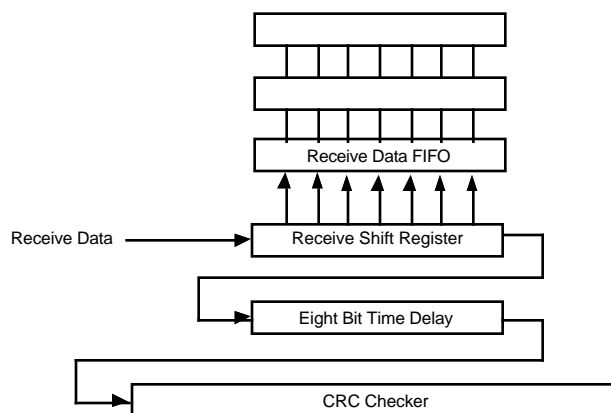 Receive Data FIFO
Receive Data
Receive Shift Register
Eight Bit Time Delay
CRC Checker